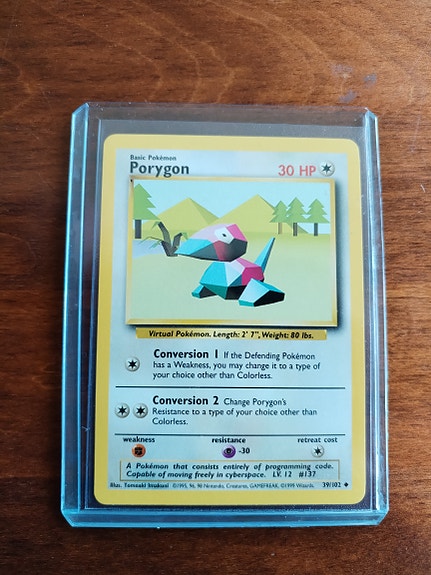 Basic Pokémon
Porygon 30 HP
Virtual Pokémon. Length: 2' 7", Weight: 80 lbs.
Conversion 1 If the Defending Pokémon
has a Weakness, you may change it to a type
of your choice other than Colorless.
Conversion 2 Change Porygon's
Resistance to a type of your choice other than
Colorless.
weakness resistance retreat cost
-30
A Pokémon that consists entirely of programming code.
Capable of moving freely in cyberspace. LV. 12 #137
Illus. Tomoaki Imakuni ©1995, 96, 98 Nintendo, Creatures, GAMEFREAK. ©1999 Wizards. 39/102